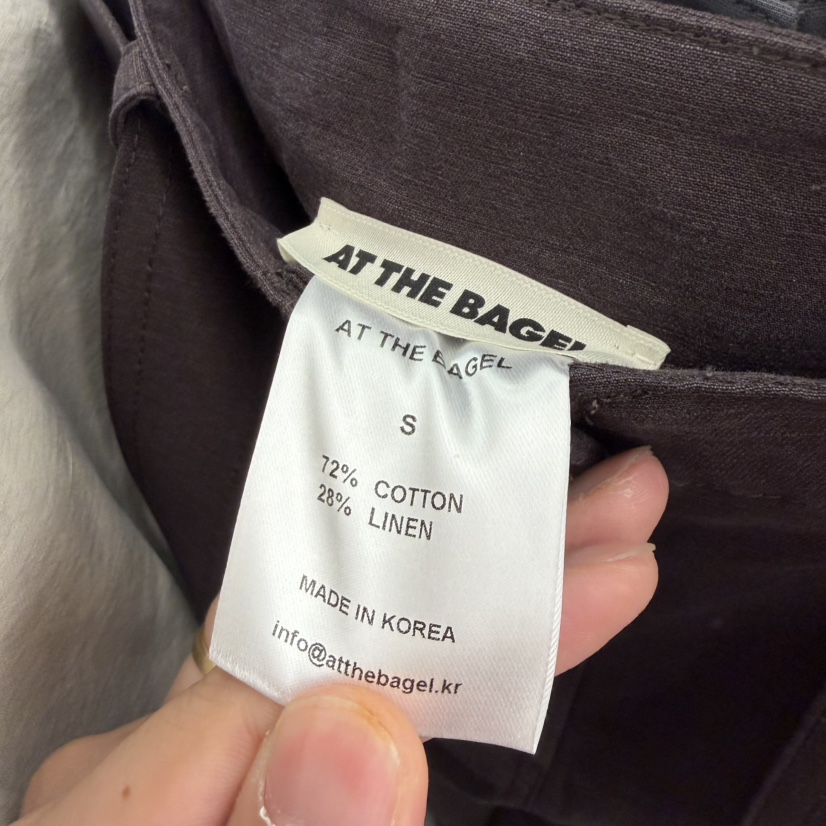 AT THE BAGEL
AT THE BAGEL
S
72% COTTON
28% LINEN
MADE IN KOREA
info@atthebagel.kr